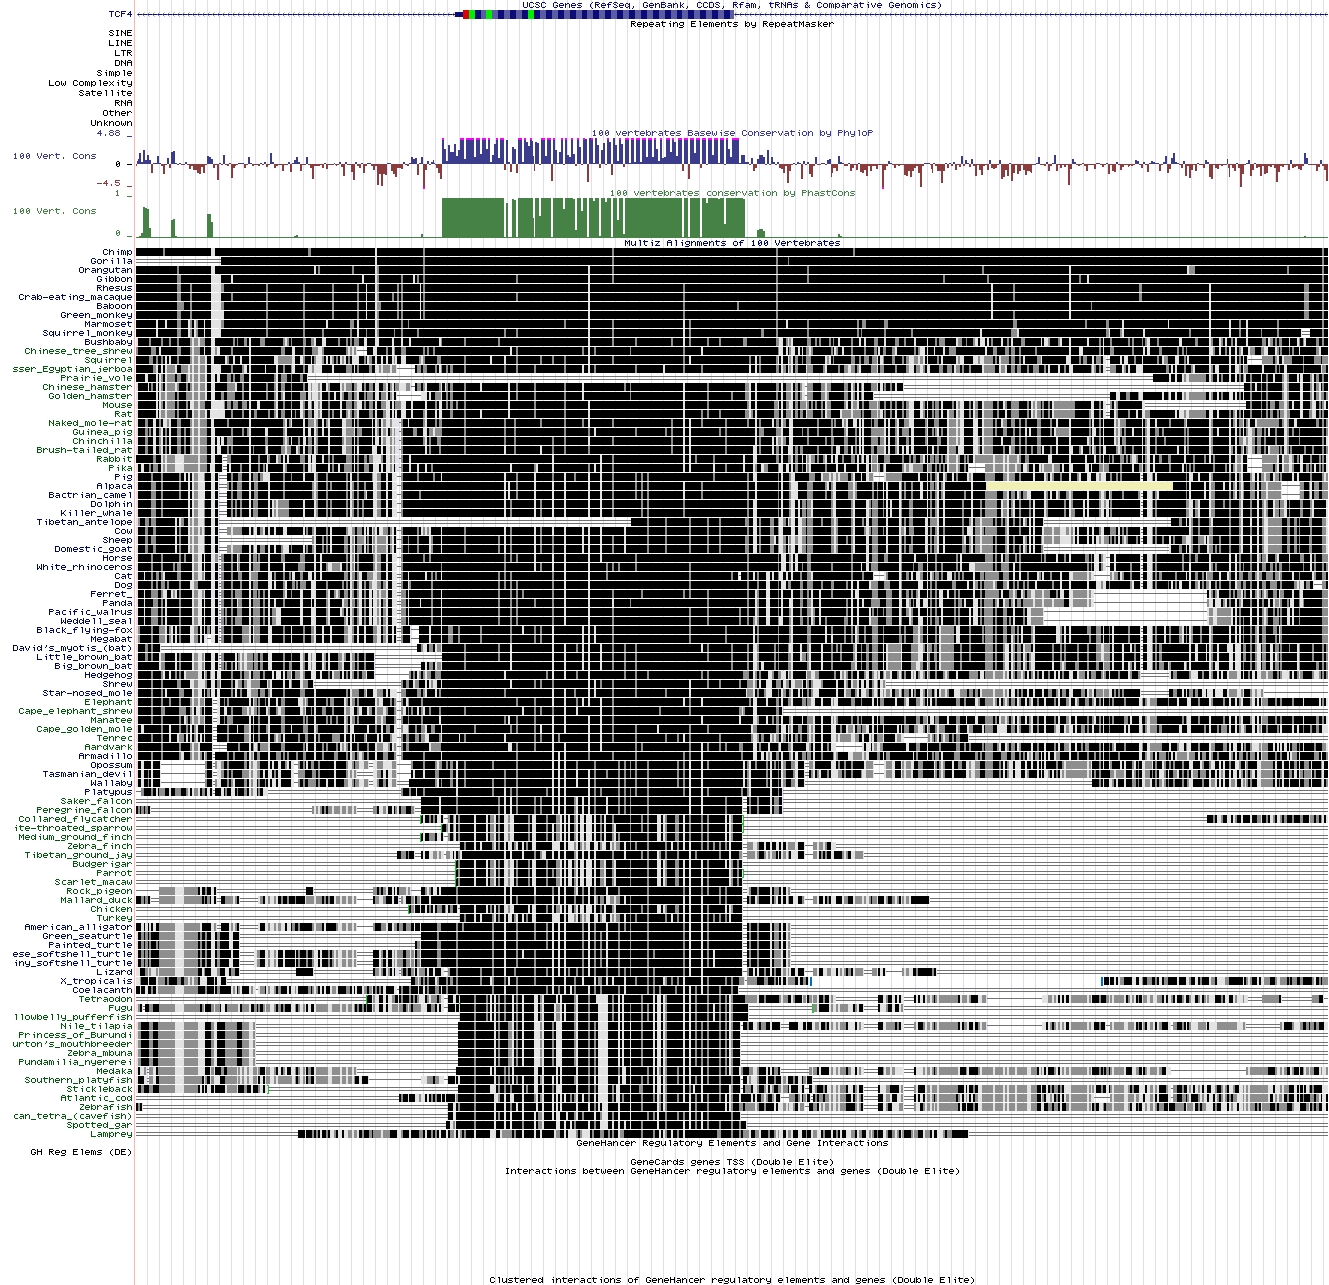 UCSC Genes (RefSeq, GenBank, CCDS, Rfam, tRNAs & Comparative Genomics)
TCF4
Repeating Elements by RepeatMasker
SINE
LINE
LTR
DNA
Simple
Low Complexity
Satellite
RNA
Other
Unknown
4.88 _
100 vertebrates Basewise Conservation by PhyloP
100 Vert. Cons
0 -
-4.5 _
100 vertebrates conservation by PhastCons
1 _
100 Vert. Cons
0 _
Multiz Alignments of 100 Vertebrates
Chimp
Gorilla
Orangutan
Gibbon
Rhesus
Crab-eating_macaque
Baboon
Green_monkey
Marmoset
Squirrel_monkey
Bushbaby
Chinese_tree_shrew
Squirrel
sser_Egyptian_jerboa
Prairie_vole
Chinese_hamster
Golden_hamster
Mouse
Rat
Naked_mole-rat
Guinea_pig
Chinchilla
Brush-tailed_rat
Rabbit
Pika
Pig
Alpaca
Bactrian_camel
Dolphin
Killer_whale
Tibetan_antelope
Cow
Sheep
Domestic_goat
Horse
White_rhinoceros
Cat
Dog
Ferret_
Panda
Pacific_walrus
Weddell_seal
Black_flying-fox
Megabat
David's_myotis_(bat)
Little_brown_bat
Big_brown_bat
Hedgehog
Shrew
Star-nosed_mole
Elephant
Cape_elephant_shrew
Manatee
Cape_golden_mole
Tenrec
Aardvark
Armadillo
Opossum
Tasmanian_devil
Wallaby
Platypus
Saker_falcon
Peregrine_falcon
Collared_flycatcher
ite-throated_sparrow
Medium_ground_finch
Zebra_finch
Tibetan_ground_jay
Budgerigar
Parrot
Scarlet_macaw
Rock_pigeon
Mallard_duck
Chicken
Turkey
American_alligator
Green_seaturtle
Painted_turtle
ese_softshell_turtle
iny_softshell_turtle
Lizard
X_tropicalis
Coelacanth
Tetraodon
Fugu
llowbelly_pufferfish
Nile_tilapia
Princess_of_Burundi
urton's_mouthbreeder
Zebra_mbuna
Pundamilia_nyererei
Medaka
Southern_platyfish
Stickleback
Atlantic_cod
Zebrafish
can_tetra_(cavefish)
Spotted_gar
Lamprey
GeneHancer Regulatory Elements and Gene Interactions
GH Reg Elems (DE)
GeneCards genes TSS (Double Elite)
Interactions between GeneHancer regulatory elements and genes (Double Elite)
Clustered interactions of GeneHancer regulatory elements and genes (Double Elite)